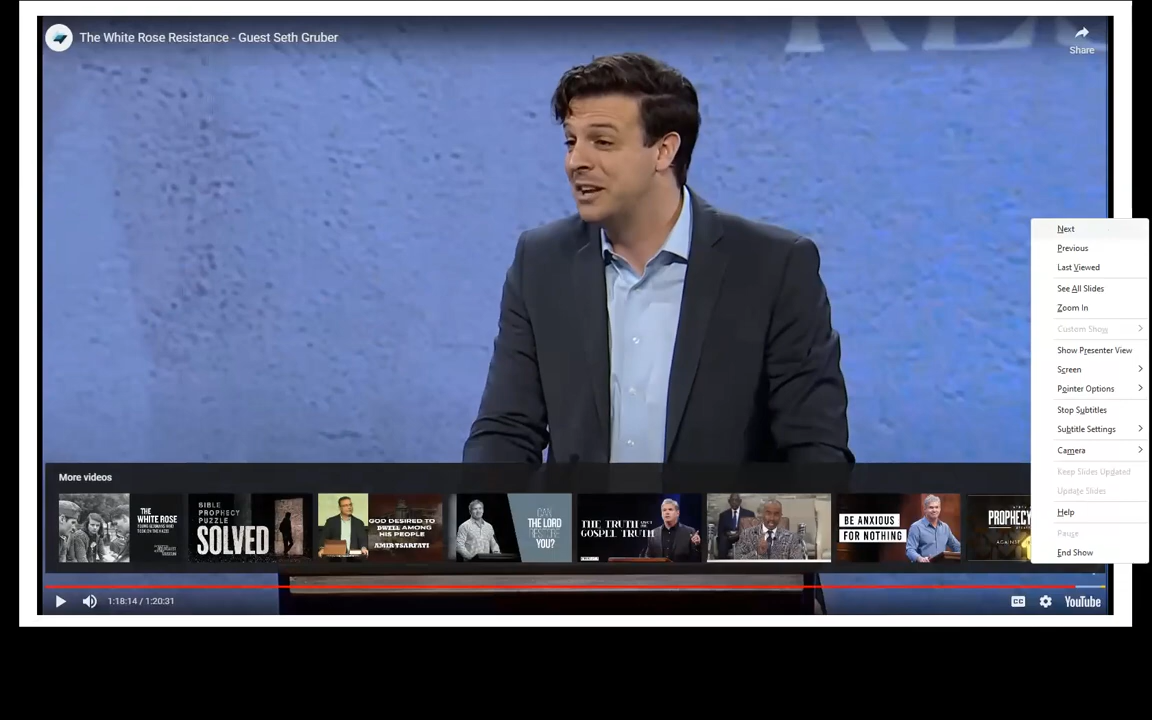 The White Rose Resistance - Guest Seth Gruber
Share
Next
Previous
Last Viewed
See All Slides
Zoom In
Custom Show
Show Presenter View
Screen
Pointer Options
Stop Subtitles
Subtitle Settings
Camera
Keep Slides Updated
Update Slides
Help
Pause
End Show
More videos
THE
WHITE ROSE
BIBLE
PROPHECY
PUZZLE
SOLVED
GOD DESIRED TO
DWELL AMONG
HIS PEOPLE
AMIR TSARFATI
CAN
THE LORD
RESTORE
YOU?
THE TRUTH
GOSPEL TRUTH
BE ANXIOUS
FOR NOTHING
PROPHECY
AGAINST
1:18:14 / 1:20:31
CC
YouTube